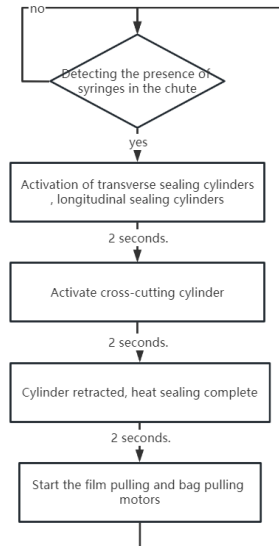 no
Detecting the presence of
syringes in the chute
yes
Activation of transverse sealing cylinders
, longitudinal sealing cylinders
2 seconds.
Activate cross-cutting cylinder
2 seconds.
Cylinder retracted, heat sealing complete
2 seconds.
Start the film pulling and bag pulling
motors